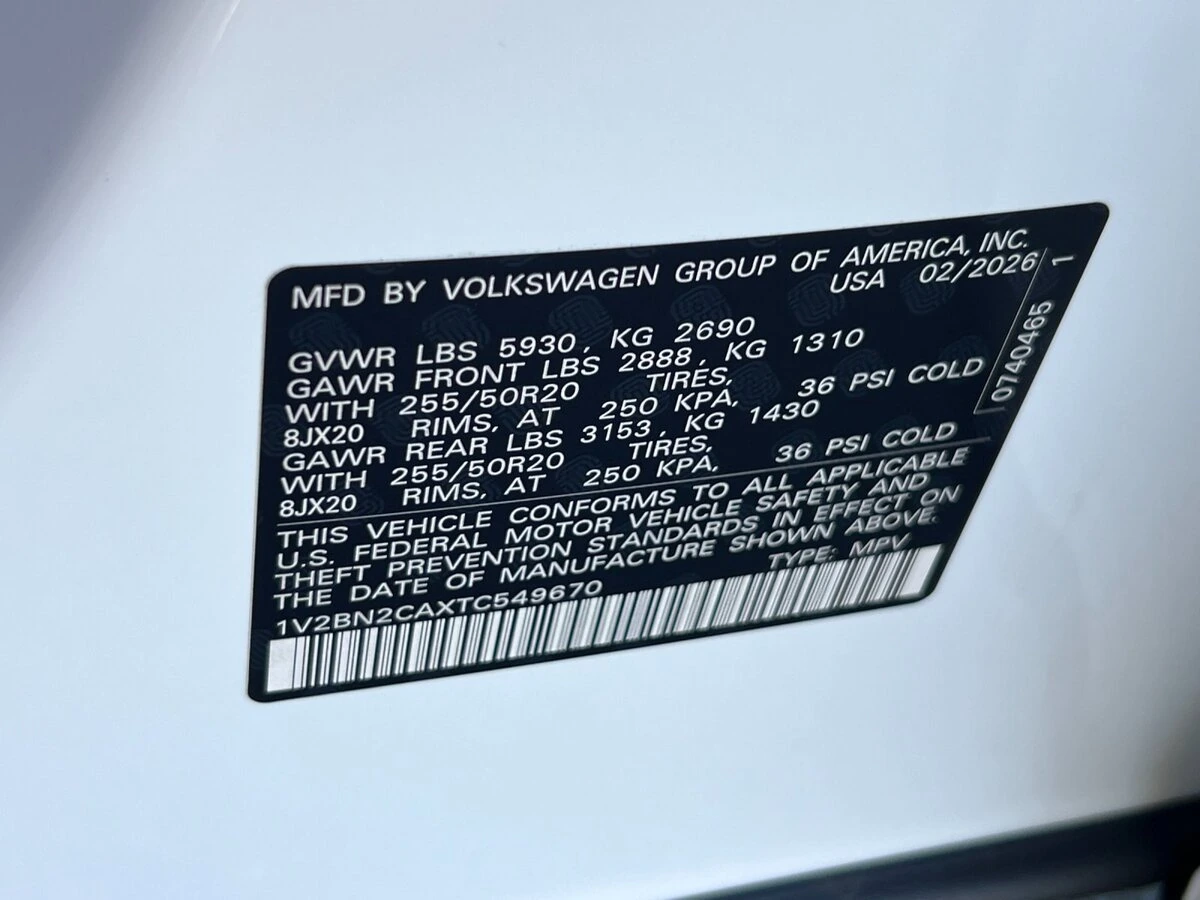 MFD BY VOLKSWAGEN GROUP OF AMERICA, INC.
USA 02/2026
1
0740465
GVWR LBS 5930, KG 2690
GAWR FRONT LBS 2888, KG 1310
WITH 255/50R20 TIRES,
8JX20 RIMS, AT 250 KPA, 36 PSI COLD
GAWR REAR LBS 3153, KG 1430
WITH 255/50R20 TIRES,
8JX20 RIMS, AT 250 KPA, 36 PSI COLD
THIS VEHICLE CONFORMS TO ALL APPLICABLE
U.S. FEDERAL MOTOR VEHICLE SAFETY AND
THEFT PREVENTION STANDARDS IN EFFECT ON
THE DATE OF MANUFACTURE SHOWN ABOVE.
TYPE: MPV
1V2BN2CAXTC549670